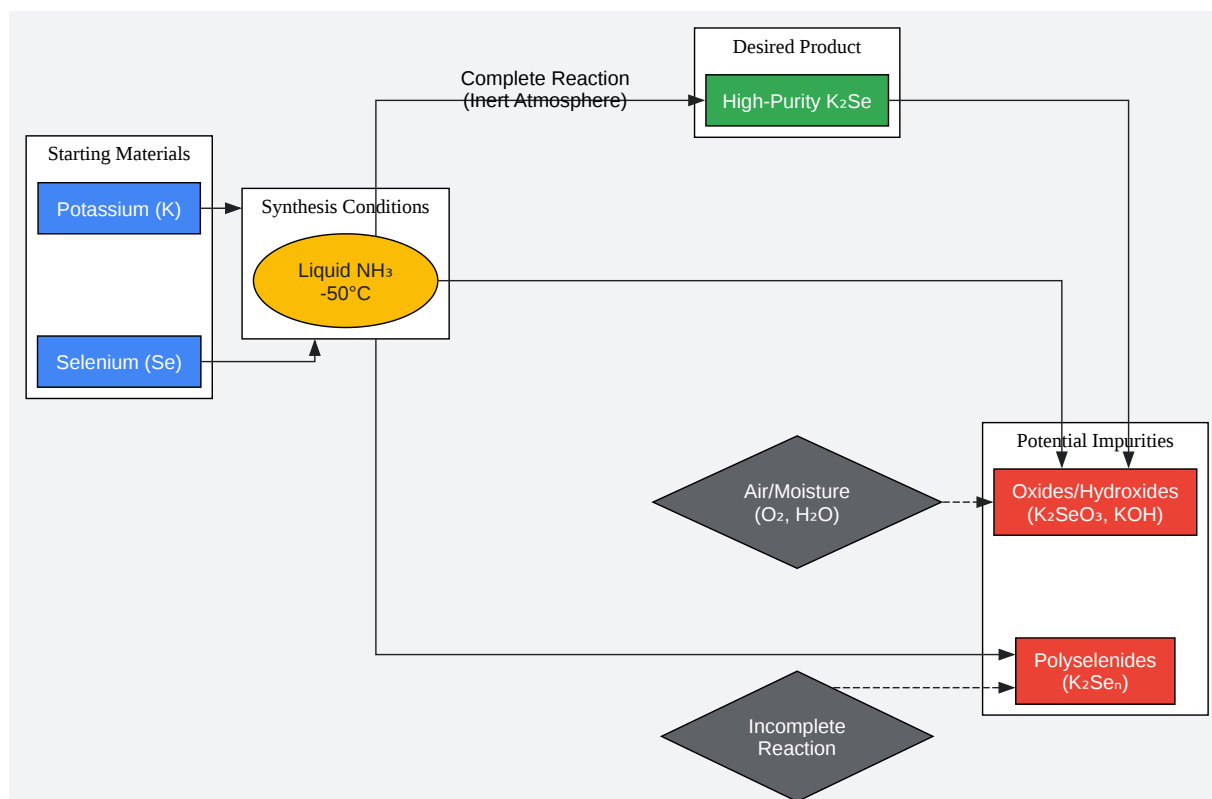 Desired Product
High-Purity K₂Se
Complete Reaction
(Inert Atmosphere)
Starting Materials
Potassium (K)
Selenium (Se)
Synthesis Conditions
Liquid NH₃
-50°C
Potential Impurities
Air/Moisture
(O₂, H₂O)
Oxides/Hydroxides
(K₂SeO₃, KOH)
Polyselenides
(K₂Seₙ)
Incomplete
Reaction